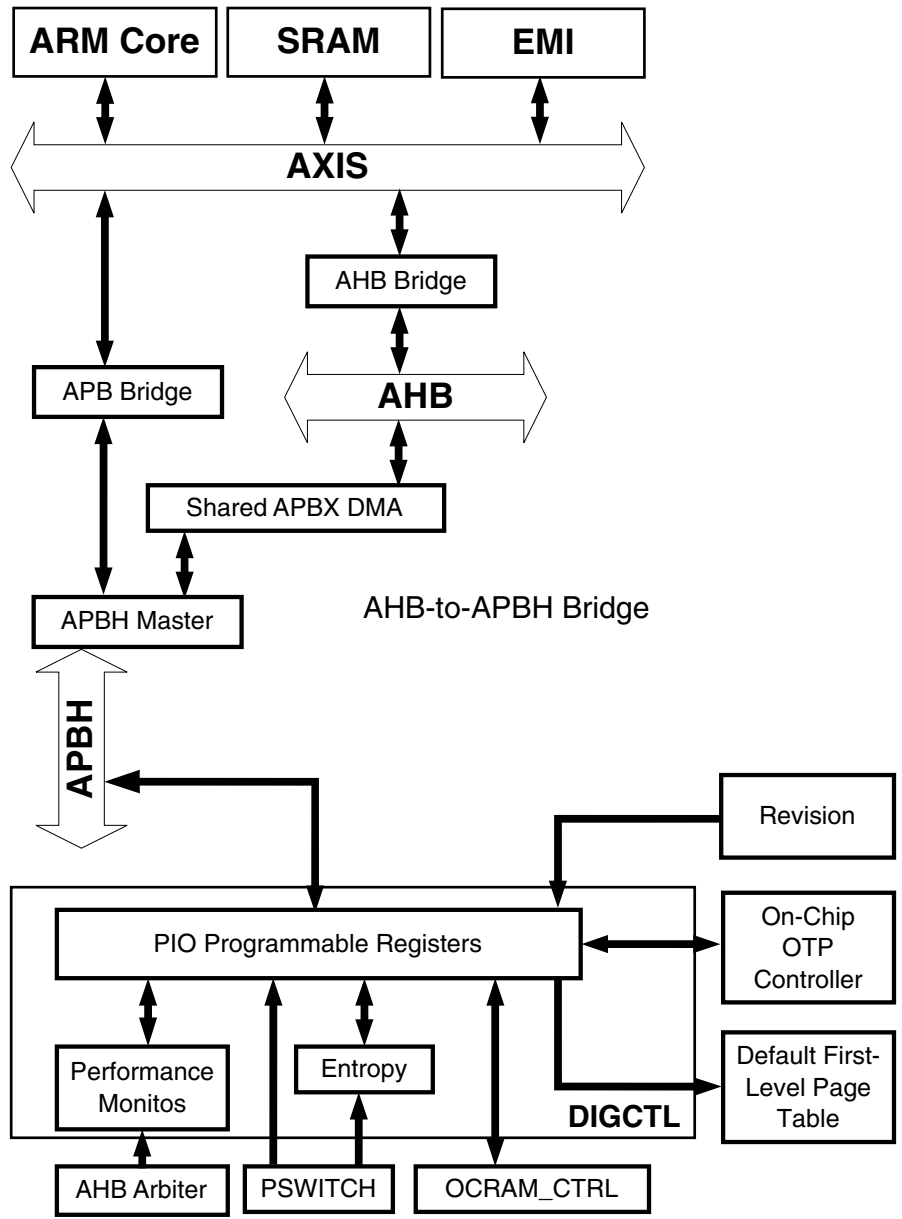 ARM Core
SRAM
EMI
AXIS
AHB Bridge
APB Bridge
AHB
Shared APBX DMA
APBH Master
AHB-to-APBH Bridge
APBH
Revision
PIO Programmable Registers
On-Chip
OTP
Controller
Performance
Monitos
Entropy
Default First-
Level Page
Table
DIGCTL
AHB Arbiter
PSWITCH
OCRAM_CTRL